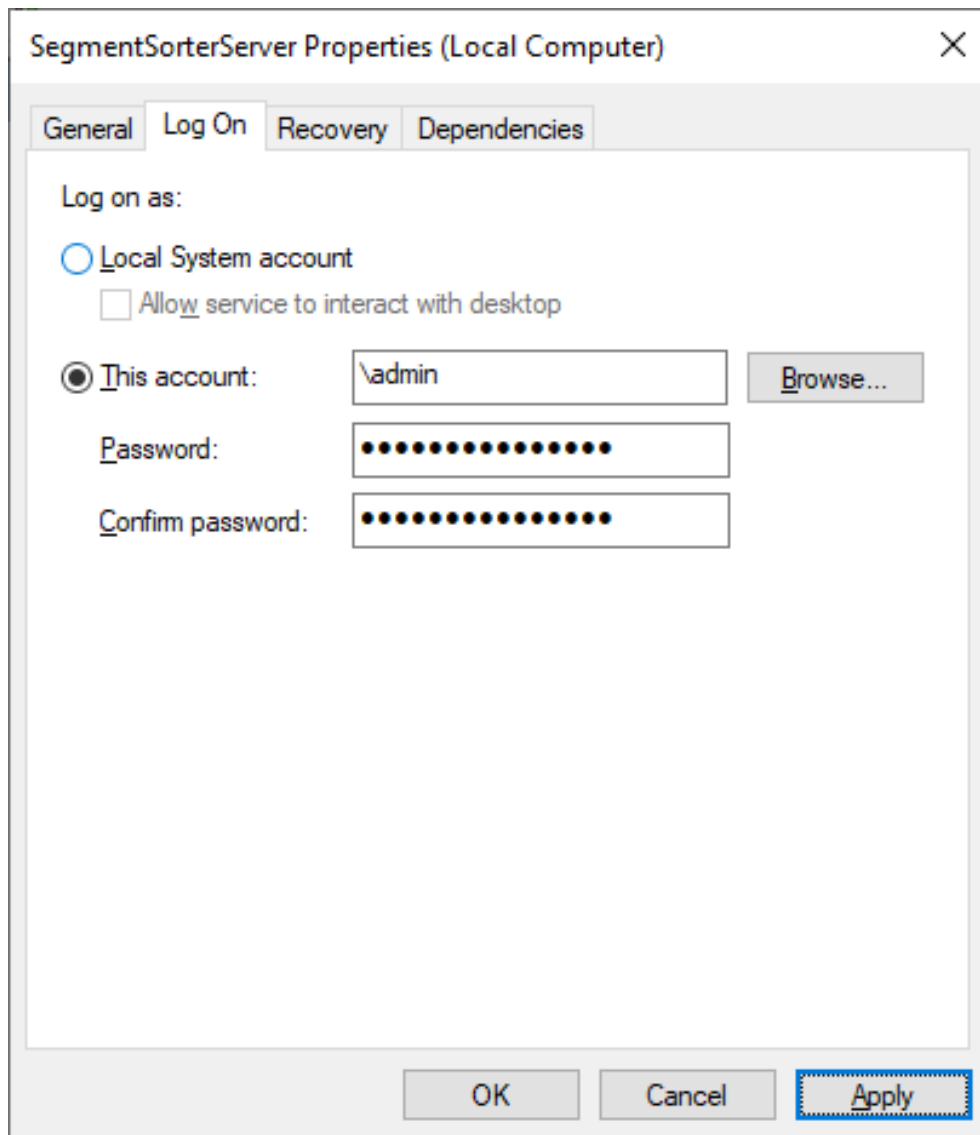 SegmentSorterServer Properties (Local Computer)
General Log On Recovery Dependencies
Log on as:
Local System account
Allow service to interact with desktop
This account: \admin Browse...
Password: ●●●●●●●●●●●●●●●
Confirm password: ●●●●●●●●●●●●●●●
OK Cancel Apply